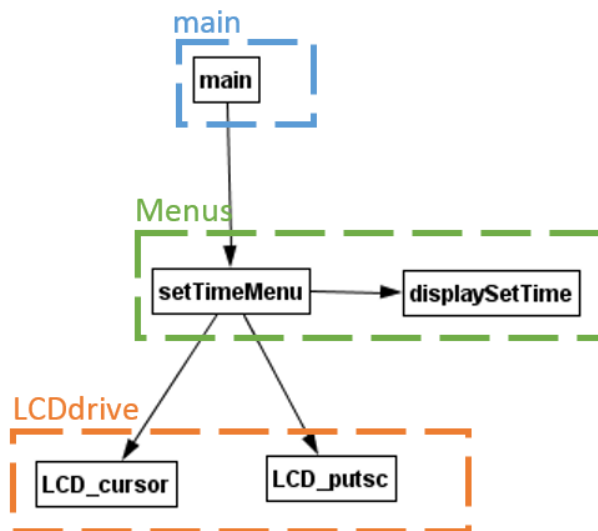 main
main
Menus
setTimeMenu
displaySetTime
LCDdrive
LCD_cursor
LCD_putsc